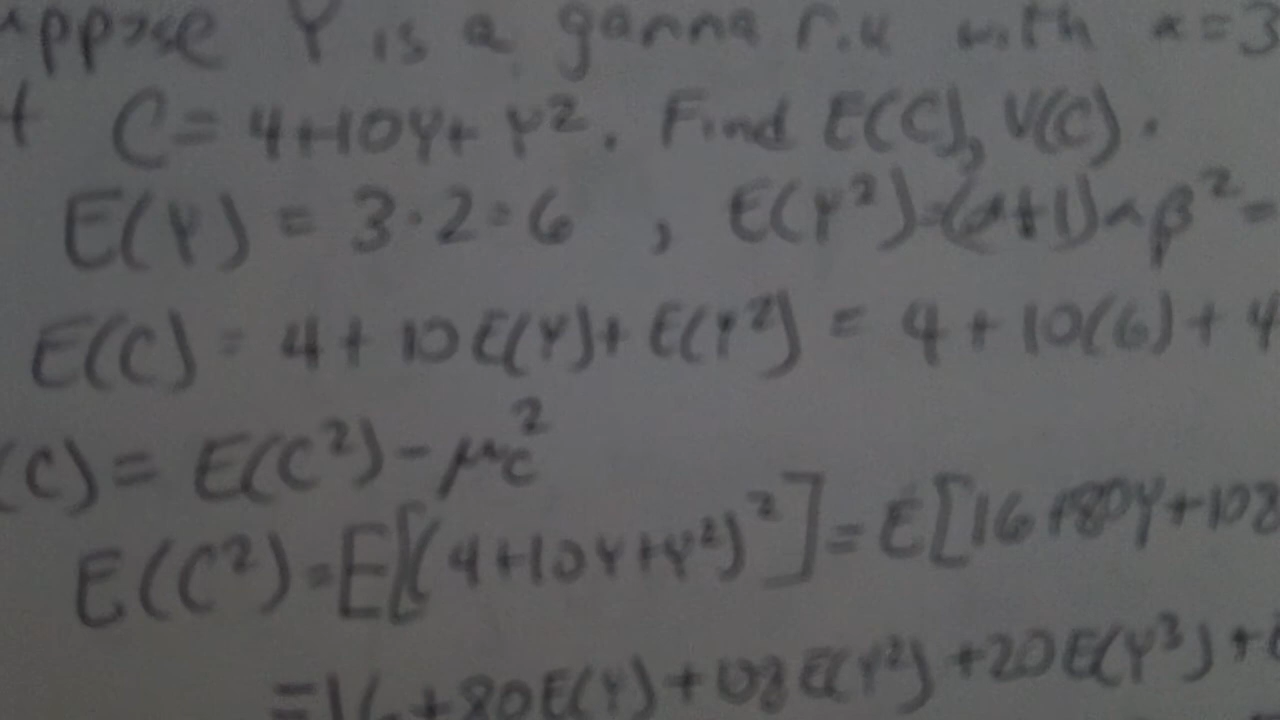 uppose Y is a gamma r.v with α=3
t C=4+10Y+Y². Find E(C), V(C).
E(Y) = 3·2=6 , E(Y²)=(α+1)αβ²=
E(C) = 4+10E(Y)+E(Y²) = 4+10(6)+4
(C) = E(C²)-μc²
E(C²)=E[(4+10Y+Y²)²]=E[16+80Y+108
=16+80E(Y)+108E(Y²)+20E(Y³)+